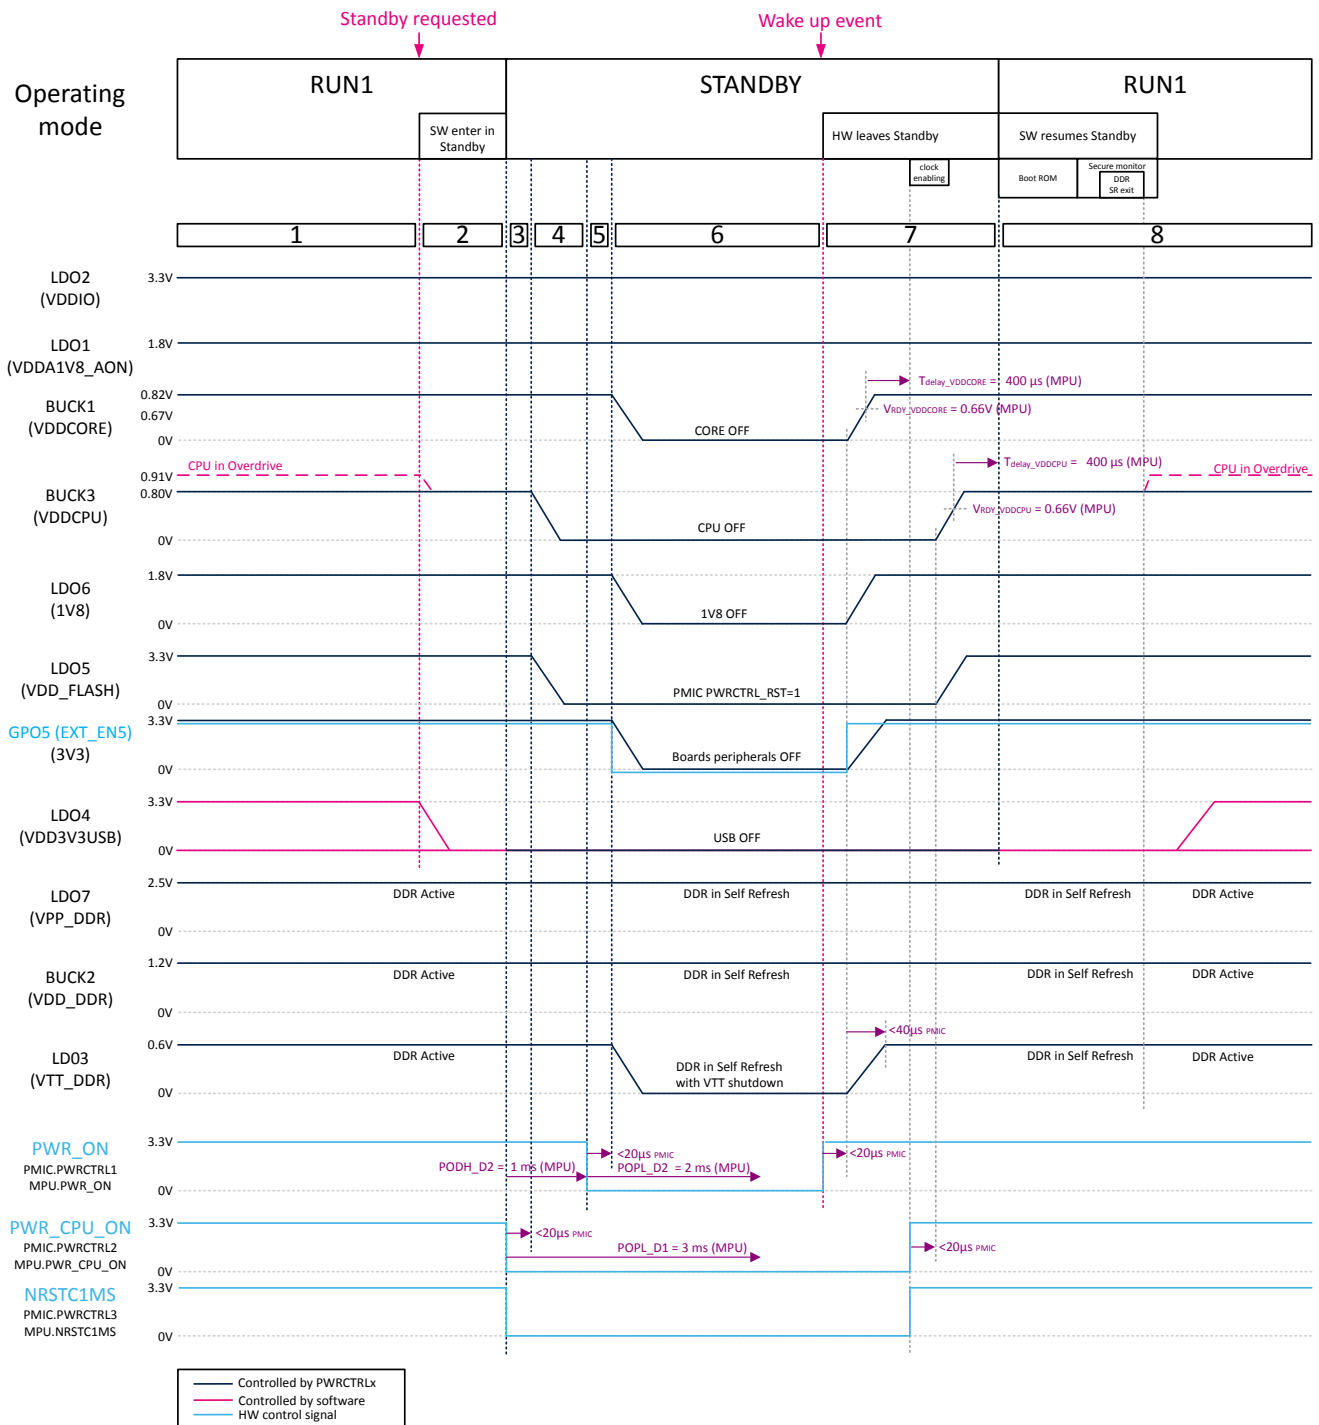 Standby requested
Wake up event
Operating
mode
RUN1
STANDBY
RUN1
SW enter in
Standby
HW leaves Standby
SW resumes Standby
clock
enabling
Boot ROM
Secure monitor
DDR
SR exit
1
2
3
4
5
6
7
8
LDO2
(VDDIO)
3.3V
LDO1
(VDDA1V8_AON)
1.8V
Tdelay_VDDCORE = 400 µs (MPU)
BUCK1
(VDDCORE)
0.82V
0.67V
0V
VRDY_VDDCORE = 0.66V (MPU)
CORE OFF
CPU in Overdrive
Tdelay_VDDCPU = 400 µs (MPU)
CPU in Overdrive
BUCK3
(VDDCPU)
0.91V
0.80V
0V
VRDY_VDDCPU = 0.66V (MPU)
CPU OFF
LDO6
(1V8)
1.8V
0V
1V8 OFF
LDO5
(VDD_FLASH)
3.3V
0V
PMIC PWRCTRL_RST=1
GPO5 (EXT_EN5)
(3V3)
3.3V
0V
Boards peripherals OFF
LDO4
(VDD3V3USB)
3.3V
0V
USB OFF
LDO7
(VPP_DDR)
2.5V
0V
DDR Active
DDR in Self Refresh
DDR in Self Refresh
DDR Active
BUCK2
(VDD_DDR)
1.2V
0V
DDR Active
DDR in Self Refresh
DDR in Self Refresh
DDR Active
<40µs PMIC
LD03
(VTT_DDR)
0.6V
0V
DDR Active
DDR in Self Refresh
with VTT shutdown
DDR in Self Refresh
DDR Active
PWR_ON
PMIC.PWRCTRL1
MPU.PWR_ON
3.3V
0V
<20µs PMIC
<20µs PMIC
PODH_D2 = 1 ms (MPU)
POPL_D2 = 2 ms (MPU)
PWR_CPU_ON
PMIC.PWRCTRL2
MPU.PWR_CPU_ON
3.3V
0V
<20µs PMIC
POPL_D1 = 3 ms (MPU)
<20µs PMIC
NRSTC1MS
PMIC.PWRCTRL3
MPU.NRSTC1MS
3.3V
0V
Controlled by PWRCTRLx
Controlled by software
HW control signal